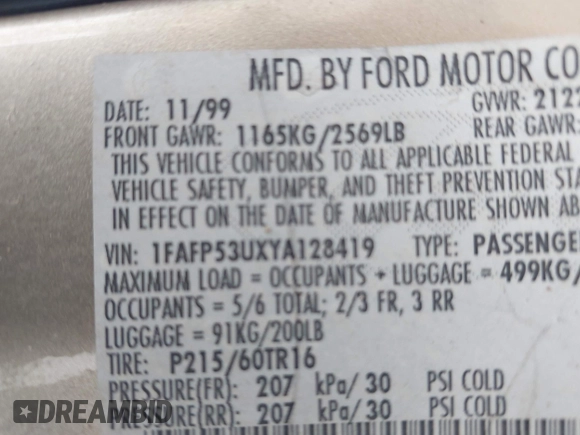 MFD. BY FORD MOTOR CO
DATE: 11/99
GVWR: 2122
FRONT GAWR: 1165KG/2569LB
REAR GAWR:
THIS VEHICLE CONFORMS TO ALL APPLICABLE FEDERAL
VEHICLE SAFETY, BUMPER, AND THEFT PREVENTION STA
IN EFFECT ON THE DATE OF MANUFACTURE SHOWN AB
VIN: 1FAFP53UXYA128419 TYPE: PASSENGE
MAXIMUM LOAD = OCCUPANTS + LUGGAGE = 499KG/
OCCUPANTS = 5/6 TOTAL; 2/3 FR, 3 RR
LUGGAGE = 91KG/200LB
TIRE: P215/60TR16
PRESSURE(FR): 207 kPa/ 30 PSI COLD
PRESSURE(RR): 207 kPa/ 30 PSI COLD
DREAMBID